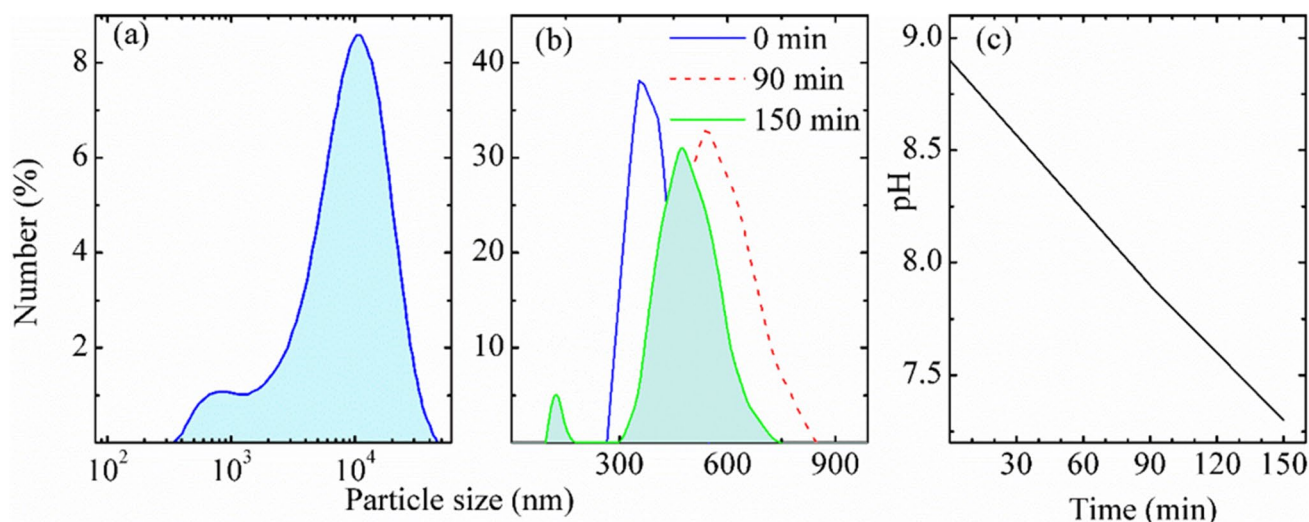 (a)
8
6
4
2
10² 10³ 10⁴
Number (%)
(b)
0 min
90 min
150 min
40
30
20
10
300 600 900
Particle size (nm)
(c)
9.0
8.5
8.0
7.5
pH
30 60 90 120 150
Time (min)